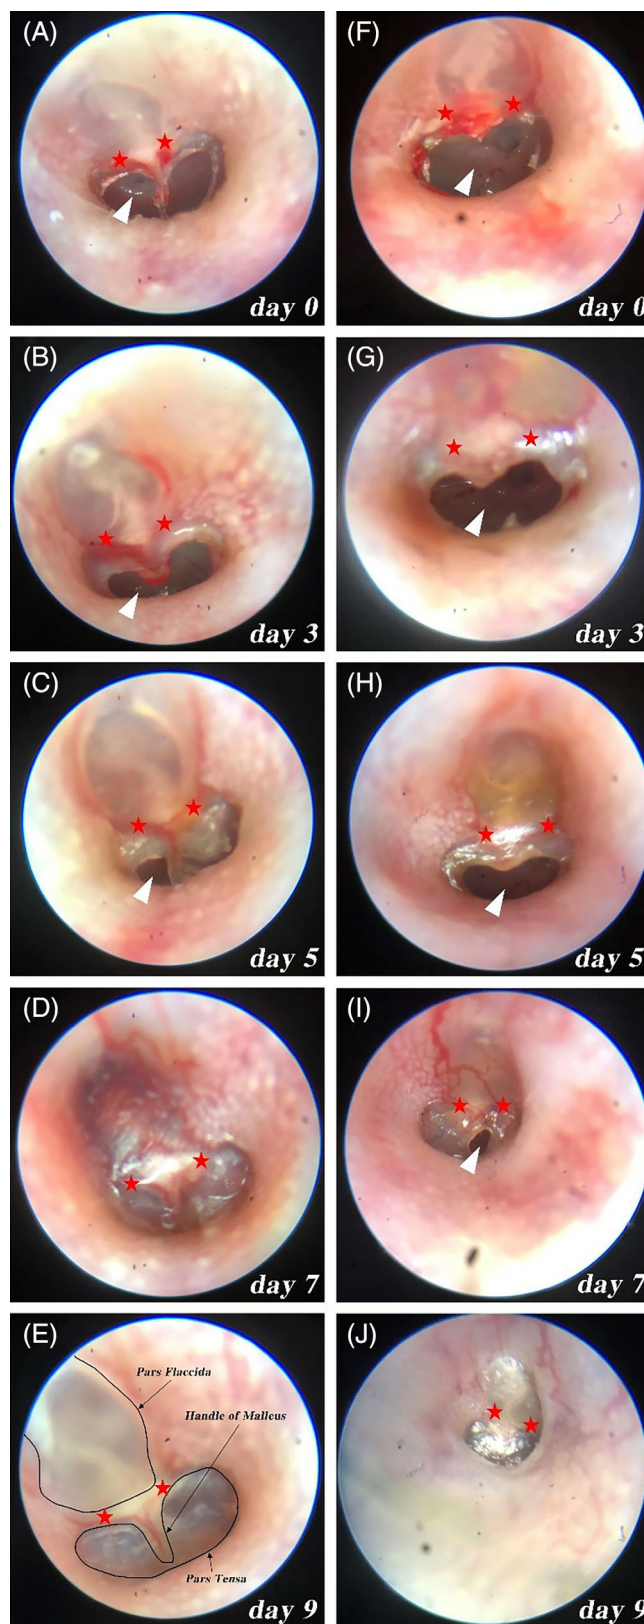 (A)
day 0
(F)
day 0
(B)
day 3
(G)
day 3
(C)
day 5
(H)
day 5
(D)
day 7
(I)
day 7
(E)
Pars Flaccida
Handle of Malleus
Pars Tensa
day 9
(J)
day 9